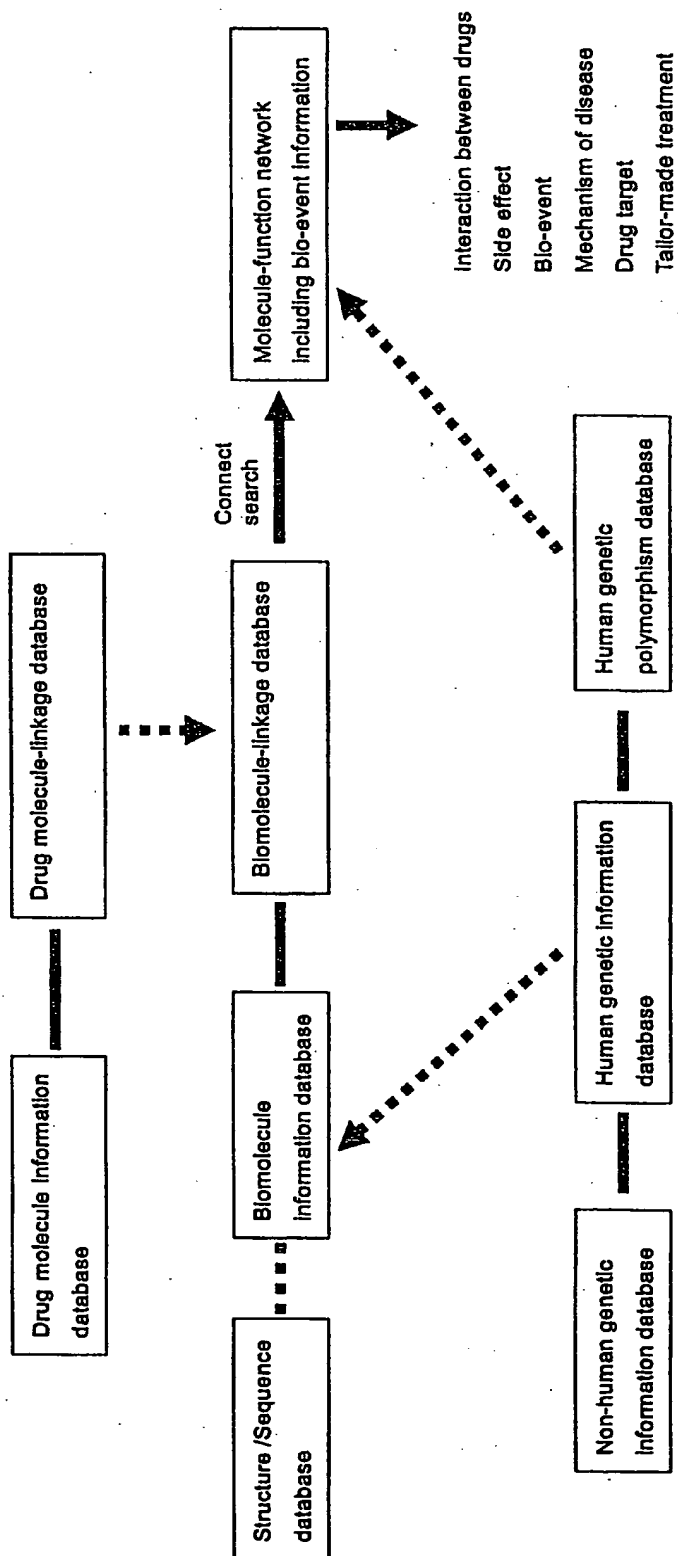 Drug molecule information
database
Drug molecule-linkage database
Structure /Sequence
database
Biomolecule
information database
Biomolecule-linkage database
Connect
search
Molecule-function network
including bio-event information
Non-human genetic
information database
Human genetic information
database
Human genetic
polymorphism database
Interaction between drugs
Side effect
Bio-event
Mechanism of disease
Drug target
Tailor-made treatment